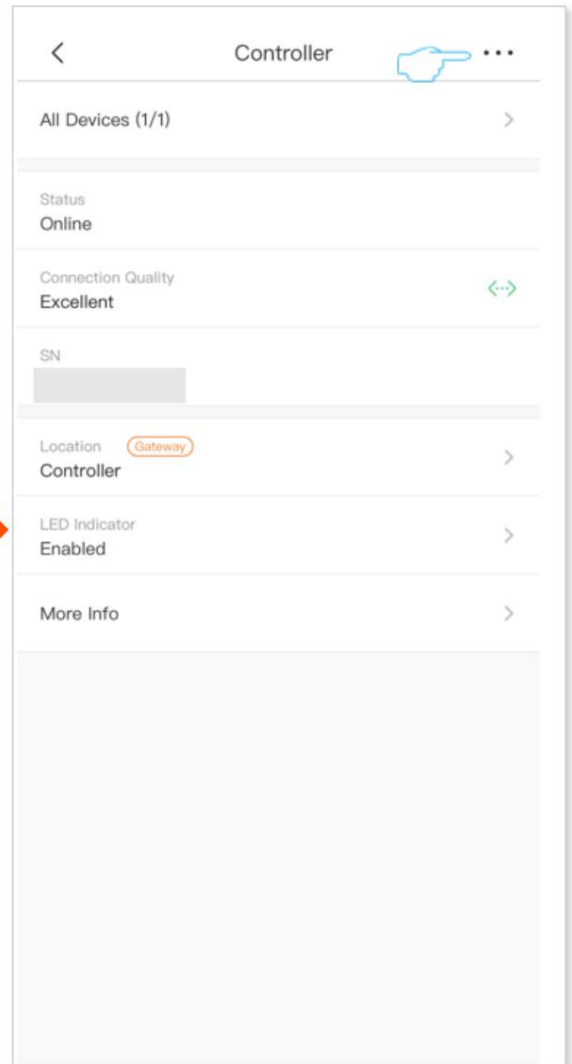 Controller
All Devices (1/1)
Status
Online
Connection Quality
Excellent
SN
Location Gateway
Controller
LED Indicator
Enabled
More Info